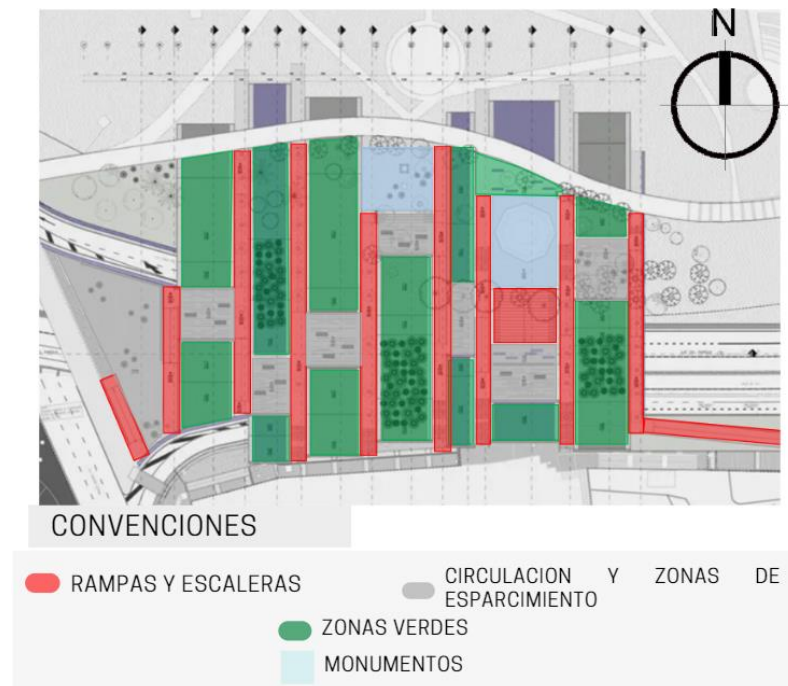 N
CONVENCIONES
RAMPAS Y ESCALERAS
CIRCULACION Y ZONAS DE
ESPARCIMIENTO
ZONAS VERDES
MONUMENTOS